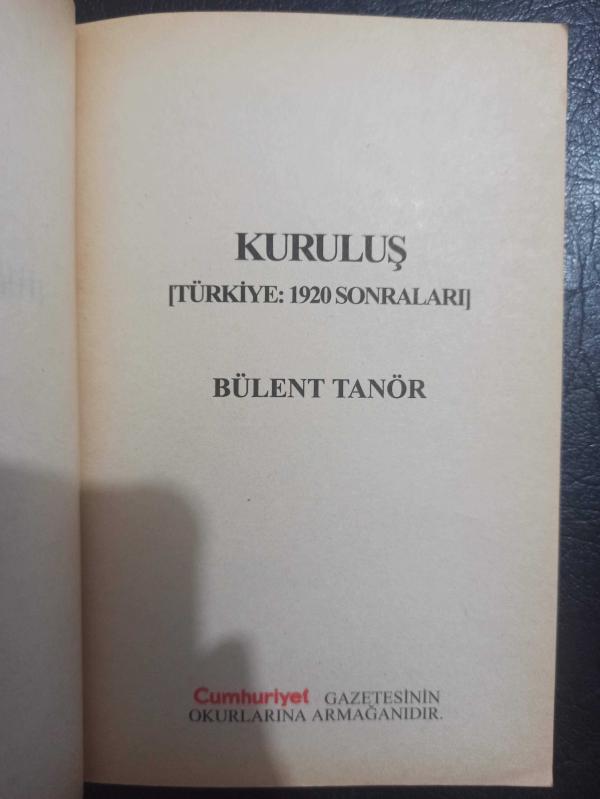 KURULUŞ
[TÜRKİYE: 1920 SONRALARI]
BÜLENT TANÖR
Cumhuriyet GAZETESİNİN
OKURLARINA ARMAĞANIDIR.